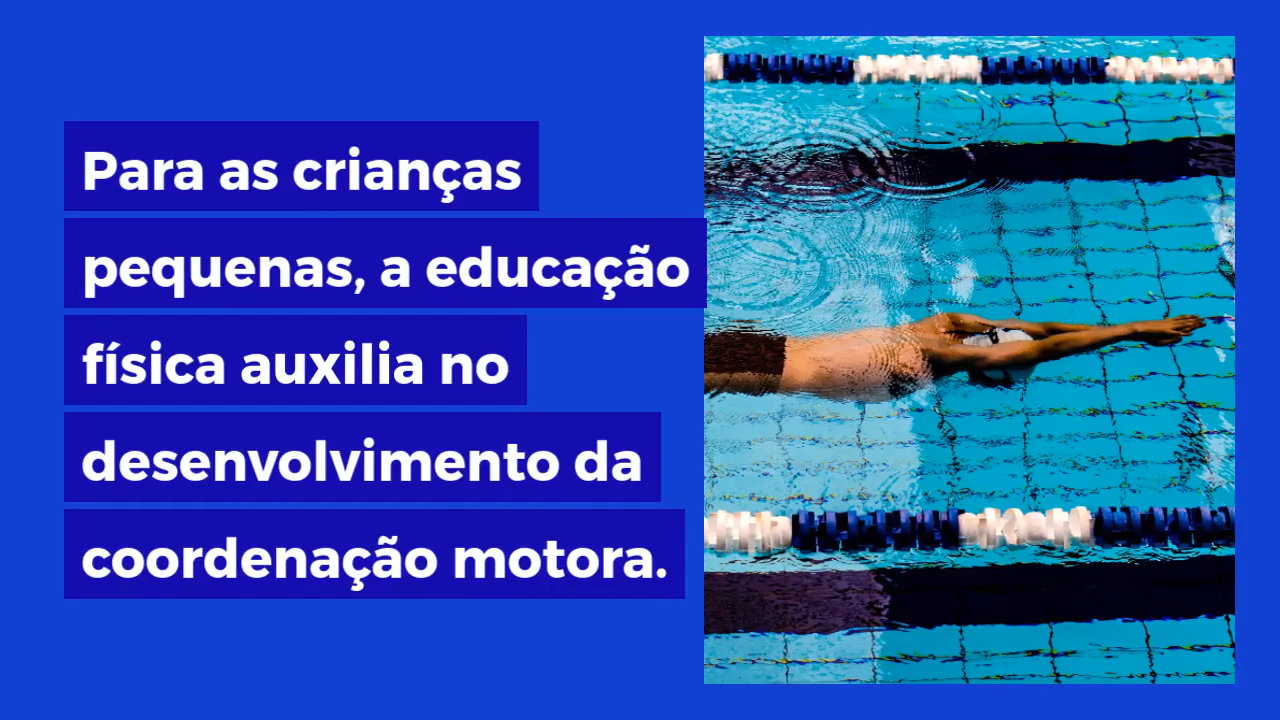 Para as crianças
pequenas, a educação
física auxilia no
desenvolvimento da
coordenação motora.